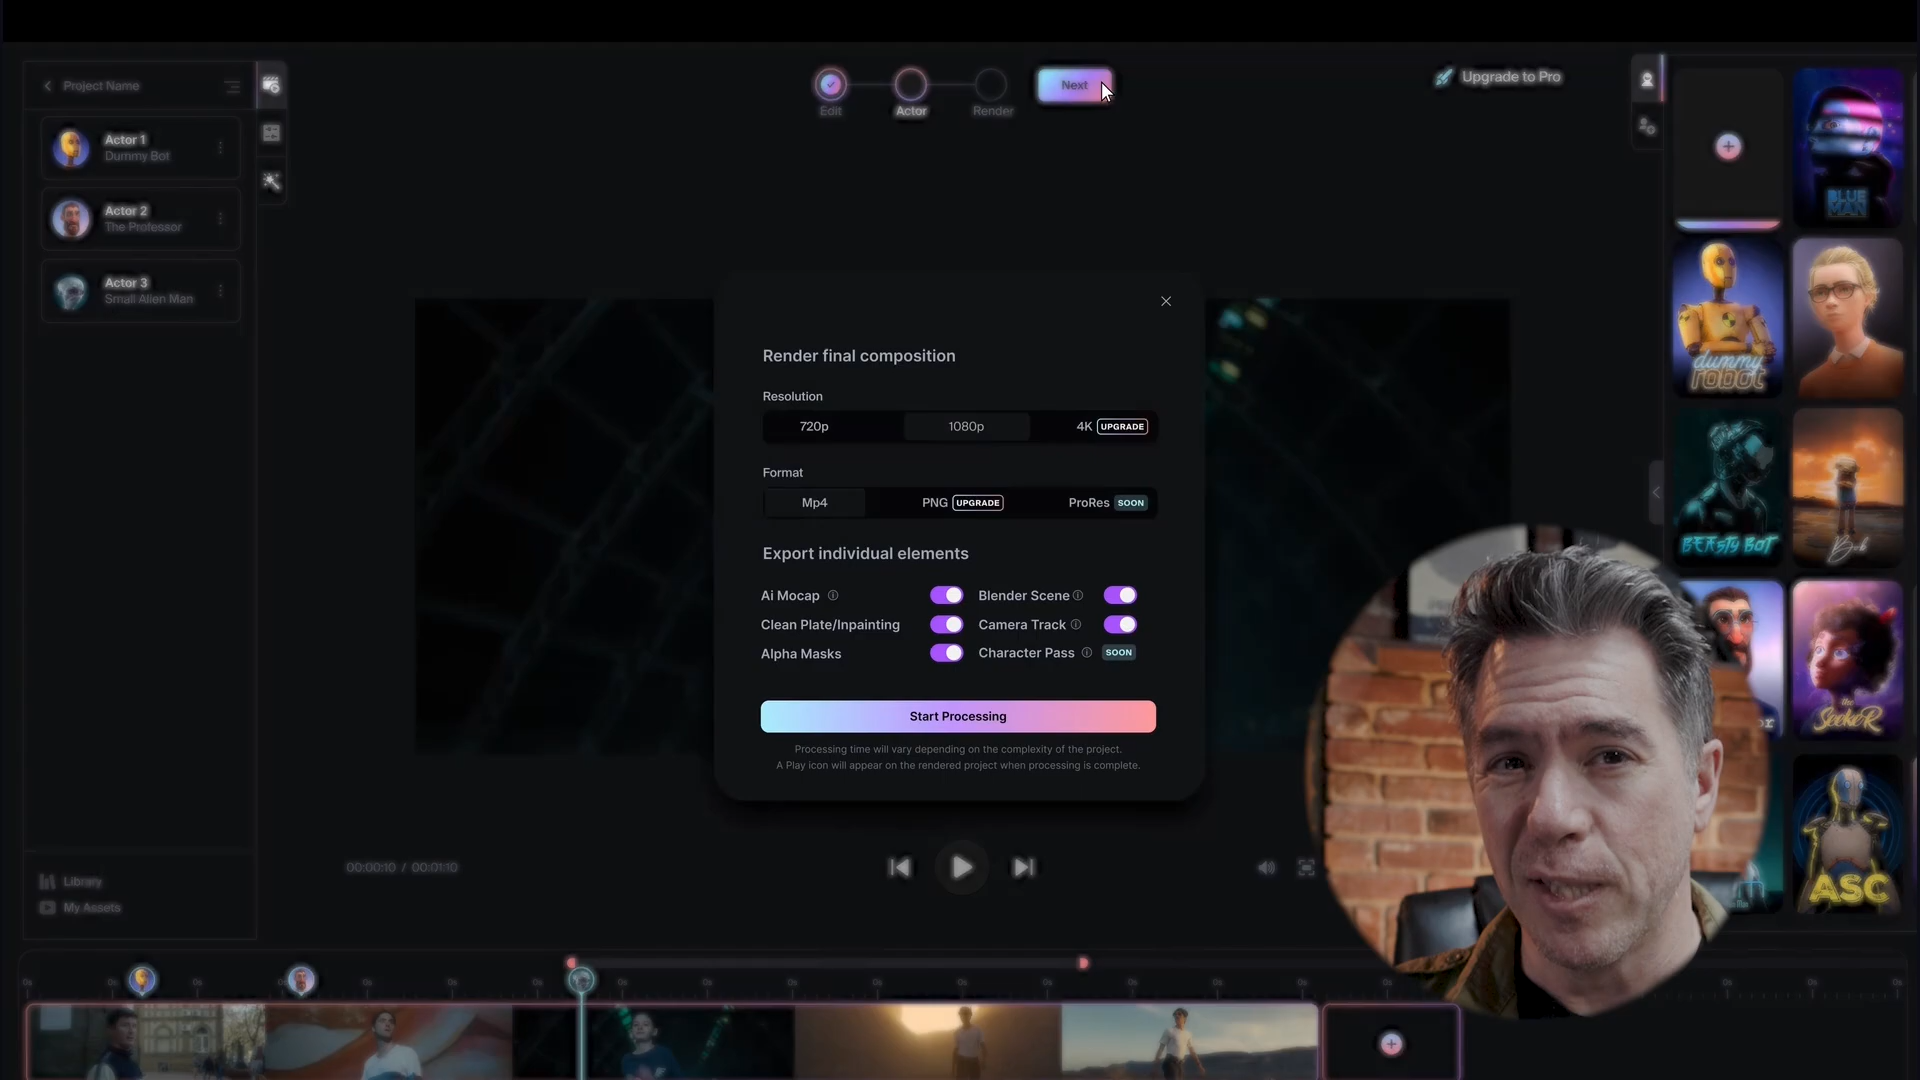 Project Name
Edit
Actor
Render
Next
Upgrade to Pro
Actor 1
Dummy Bot
Actor 2
The Professor
Actor 3
Small Alien Man
BLUE
MAN
dummy
robot
BEASTY BOT
Bob
the
SeekeR
ASC
Render final composition
Resolution
720p
1080p
4K UPGRADE
Format
Mp4
PNG UPGRADE
ProRes SOON
Export individual elements
Ai Mocap
Blender Scene
Clean Plate/Inpainting
Camera Track
Alpha Masks
Character Pass SOON
Start Processing
Processing time will vary depending on the complexity of the project.
A Play icon will appear on the rendered project when processing is complete.
00:00:10 / 00:01:10
Library
My Assets